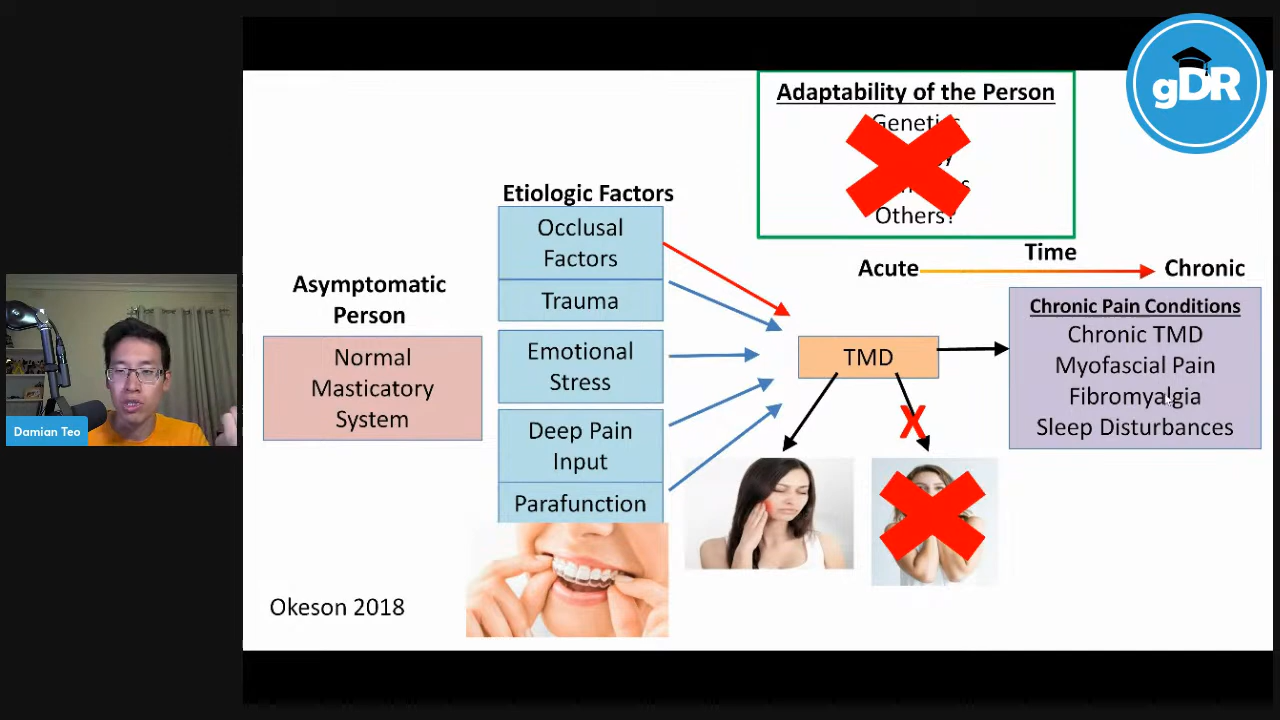 gDR
Adaptability of the Person
Others?
Etiologic Factors
Occlusal
Factors
Trauma
Emotional
Stress
Deep Pain
Input
Parafunction
Asymptomatic
Person
Normal
Masticatory
System
TMD
X
Time
Acute
Chronic
Chronic Pain Conditions
Chronic TMD
Myofascial Pain
Fibromyalgia
Sleep Disturbances
Okeson 2018
Damian Teo